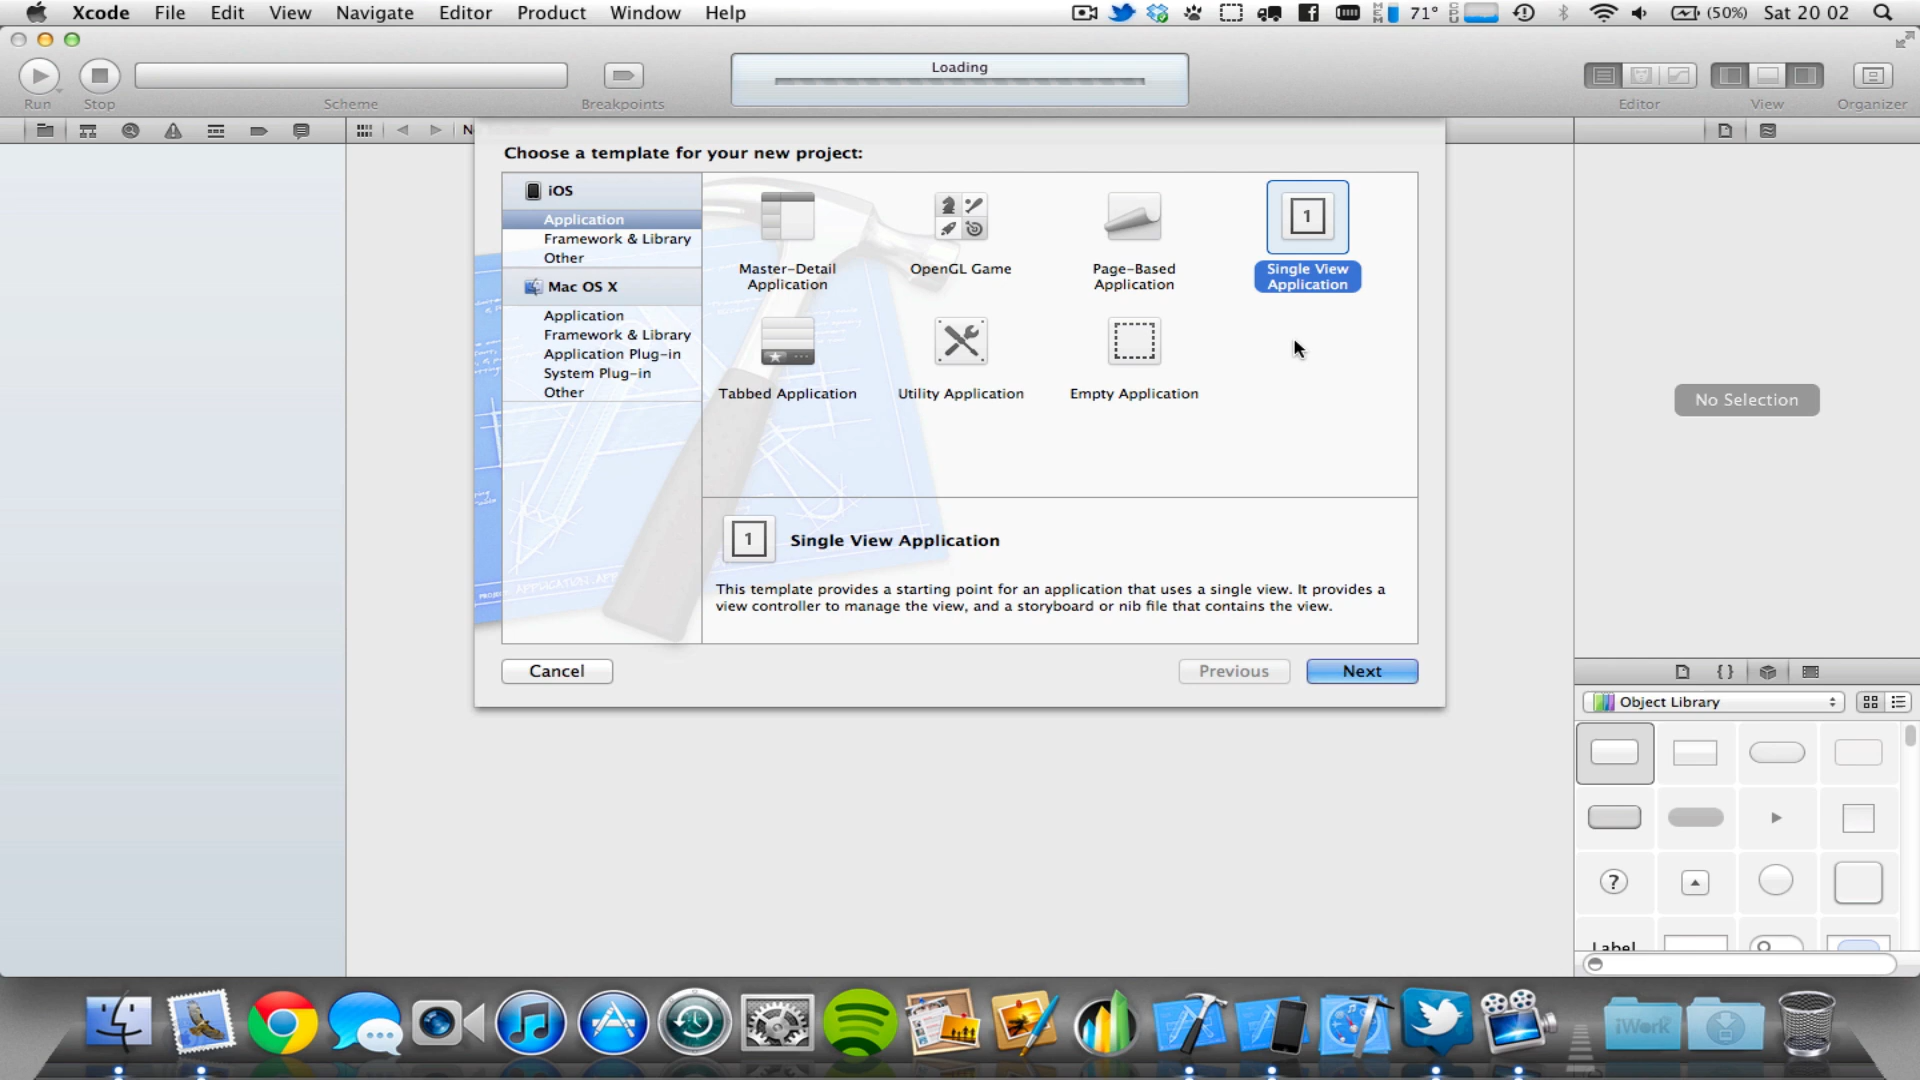 Xcode File Edit View Navigate Editor Product Window Help
71° (50%) Sat 20 02
Loading
Run Stop Scheme Breakpoints Editor View Organizer
N
Choose a template for your new project:
iOS
Application
Framework & Library
Other
Mac OS X
Application
Framework & Library
Application Plug-in
System Plug-in
Other
Master-Detail
Application
OpenGL Game
Page-Based
Application
1
Single View
Application
Tabbed Application
Utility Application
Empty Application
1
Single View Application
This template provides a starting point for an application that uses a single view. It provides a
view controller to manage the view, and a storyboard or nib file that contains the view.
Cancel
Previous
Next
No Selection
{ }
Object Library
?
Label
iWork